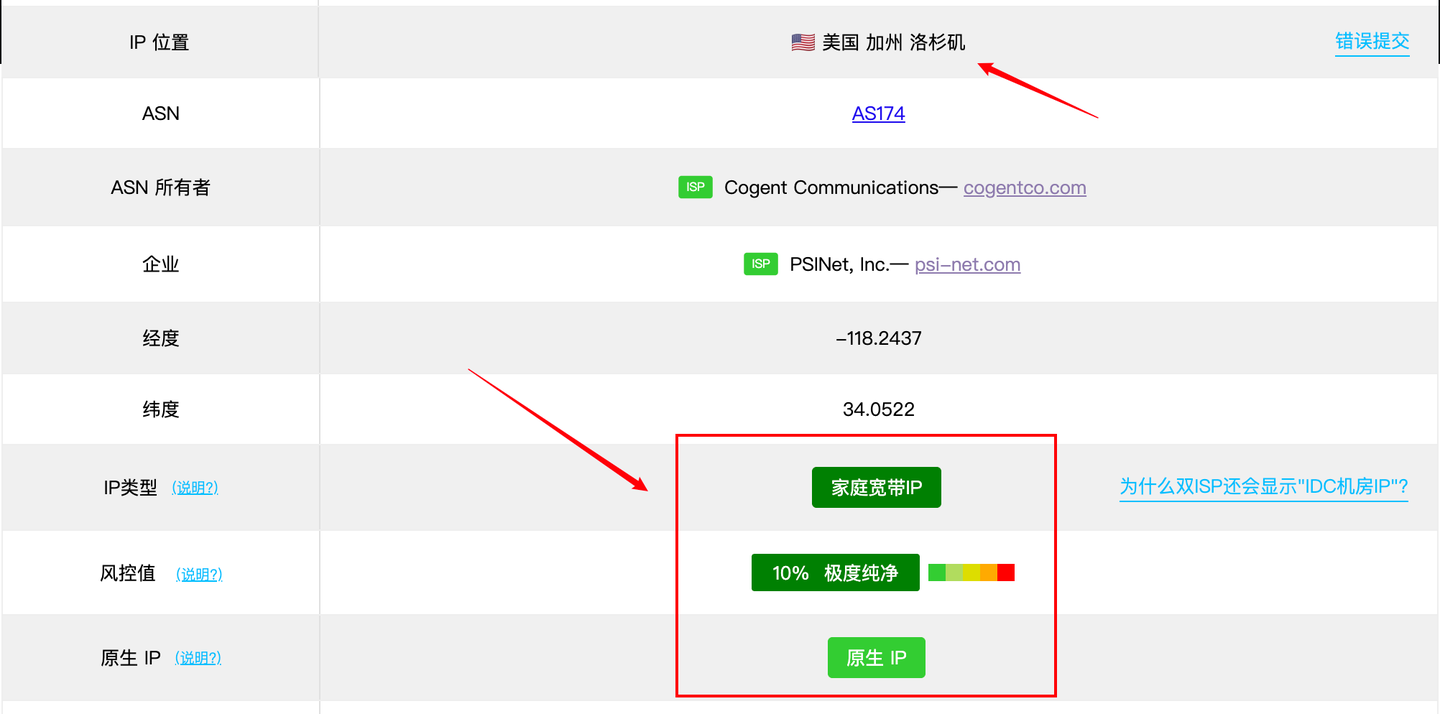 IP 位置 美国 加州 洛杉矶 错误提交
ASN AS174
ASN 所有者 ISP Cogent Communications— cogentco.com
企业 ISP PSINet, Inc.— psi-net.com
经度 -118.2437
纬度 34.0522
IP类型 (说明?) 家庭宽带IP 为什么双ISP还会显示"IDC机房IP"?
风控值 (说明?) 10% 极度纯净
原生 IP (说明?) 原生 IP